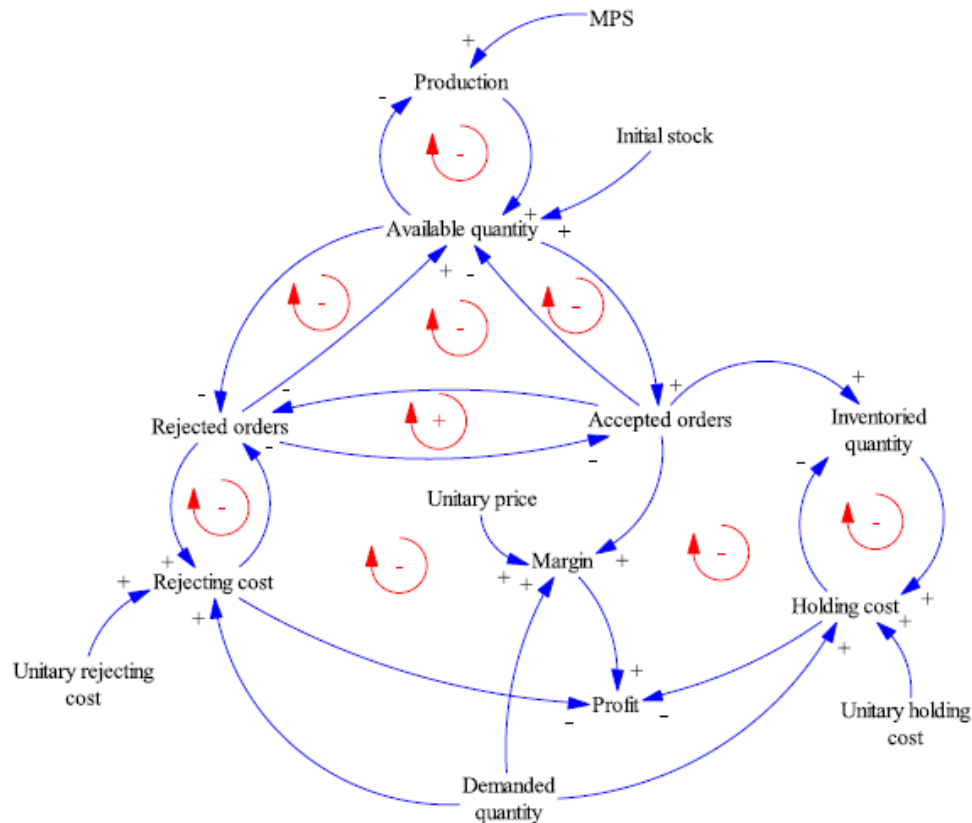 MPS
+
Production
-
-
Initial stock
Available quantity
+
+
+
-
-
-
-
-
-
+
+
+
Rejected orders
Accepted orders
Inventoried
quantity
-
-
-
Unitary price
-
-
-
-
Margin
+
+
+
+
+
Rejecting cost
+
Holding cost
+
+
+
Unitary rejecting
cost
+
Profit
-
-
Unitary holding
cost
Demanded
quantity